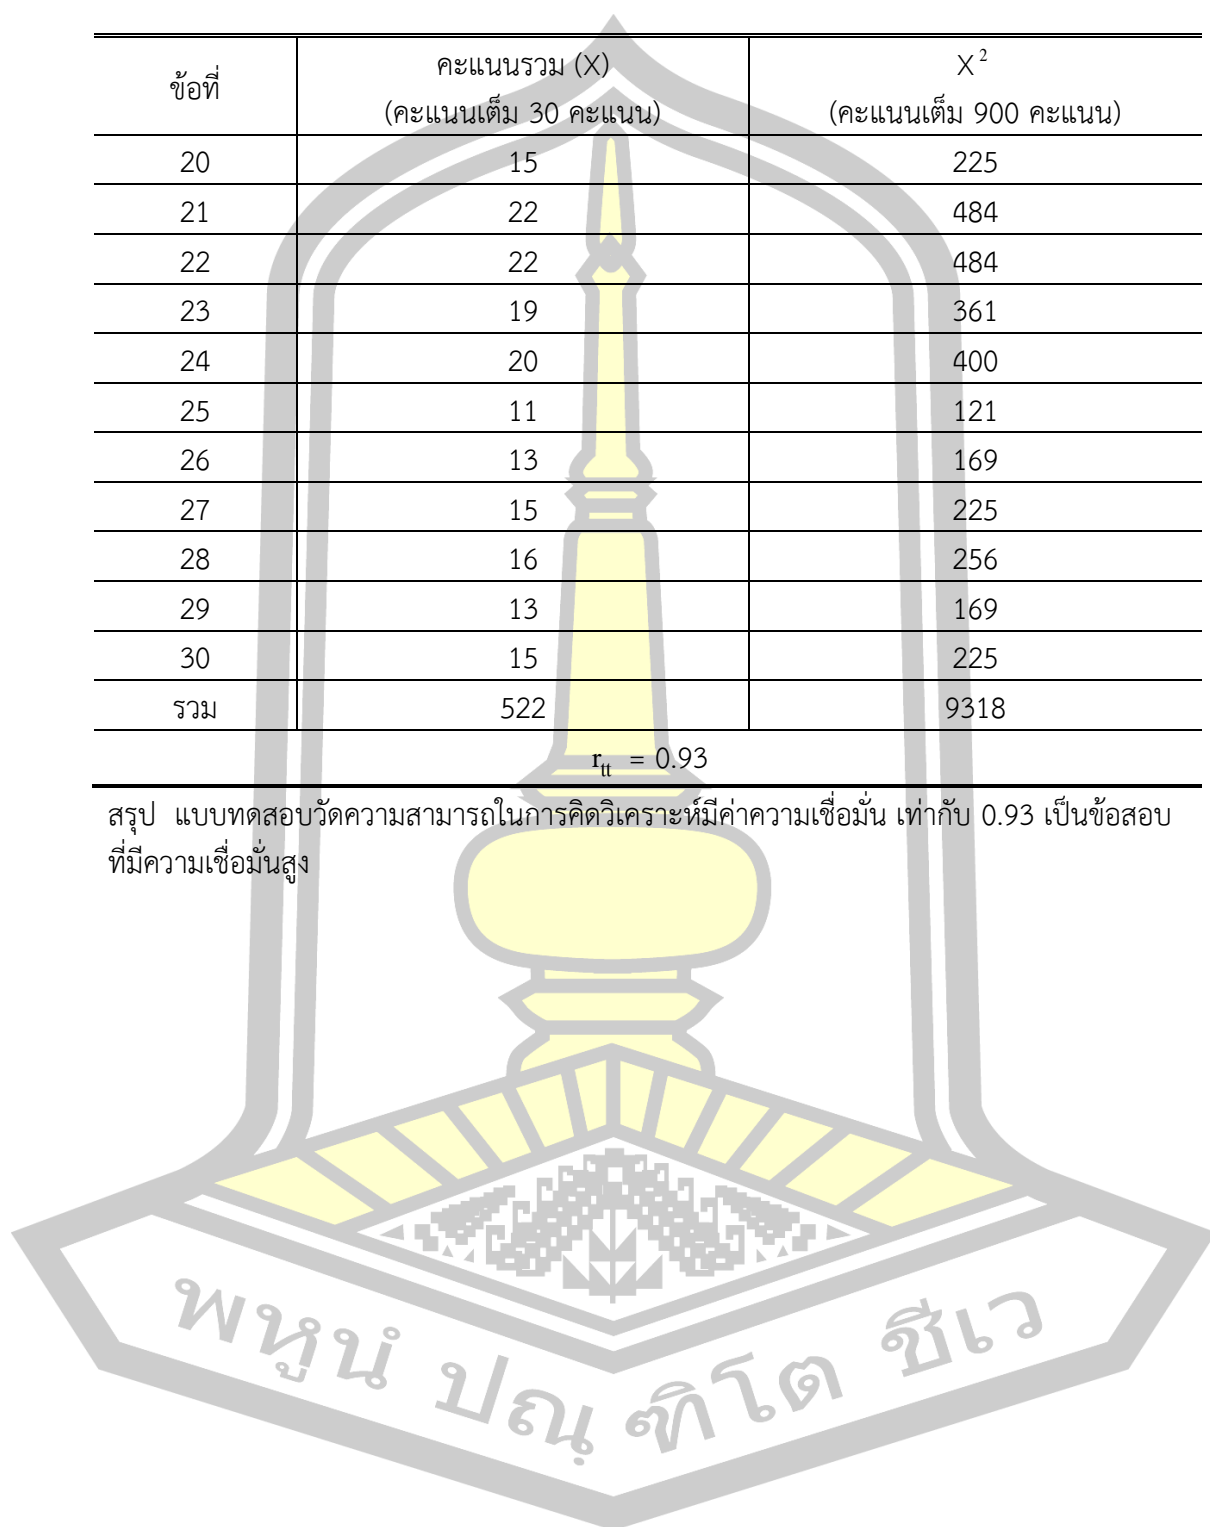 ข้อที่ คะแนนรวม (X) X²
(คะแนนเต็ม 30 คะแนน) (คะแนนเต็ม 900 คะแนน)
20 15 225
21 22 484
22 22 484
23 19 361
24 20 400
25 11 121
26 13 169
27 15 225
28 16 256
29 13 169
30 15 225
รวม 522 9318
r_tt = 0.93
สรุป แบบทดสอบวัดความสามารถในการคิดวิเคราะห์มีค่าความเชื่อมั่น เท่ากับ 0.93 เป็นข้อสอบ
ที่มีความเชื่อมั่นสูง
พหูนํ ปณฺฑิโต ชีเว